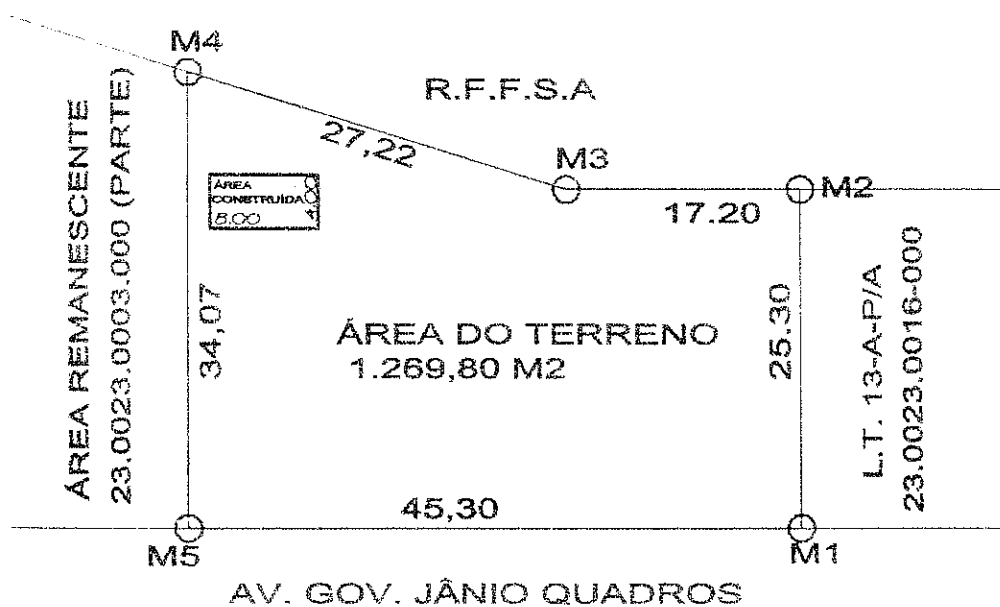 M4
R.F.F.S.A
27,22
M3
M2
17.20
ÁREA REMANESCENTE
23.0023.0003.000 (PARTE)
ÁREA
CONSTRUÍDA
8.00
34,07
ÁREA DO TERRENO
1.269,80 M2
25.30
L.T. 13-A-P/A
23.0023.0016-000
45,30
M5
M1
AV. GOV. JÂNIO QUADROS